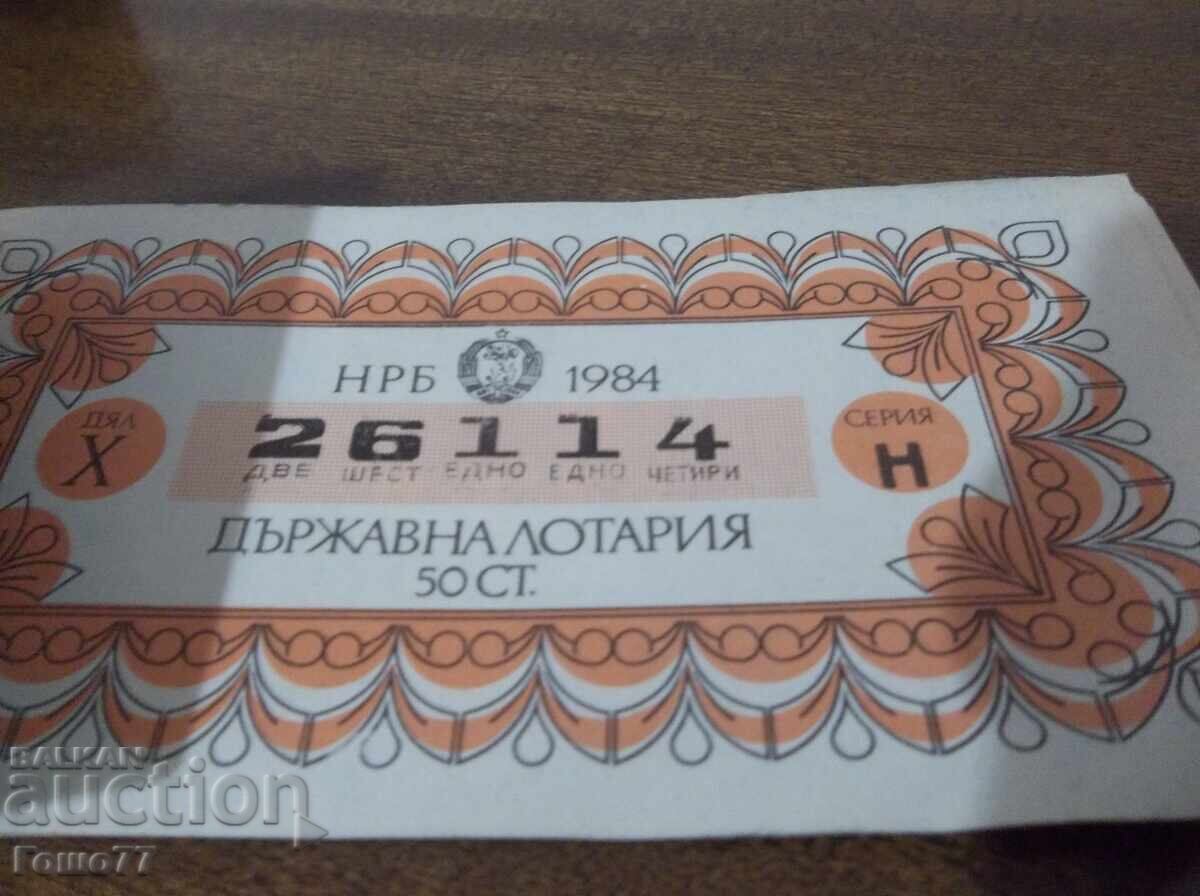 НРБ 1984
ДЯЛ
X
26114
ДВЕ ШЕСТ ЕДНО ЕДНО ЧЕТИРИ
СЕРИЯ
Н
ДЪРЖАВНА ЛОТАРИЯ
50 СТ.
BALKAN
auction
Гошо77